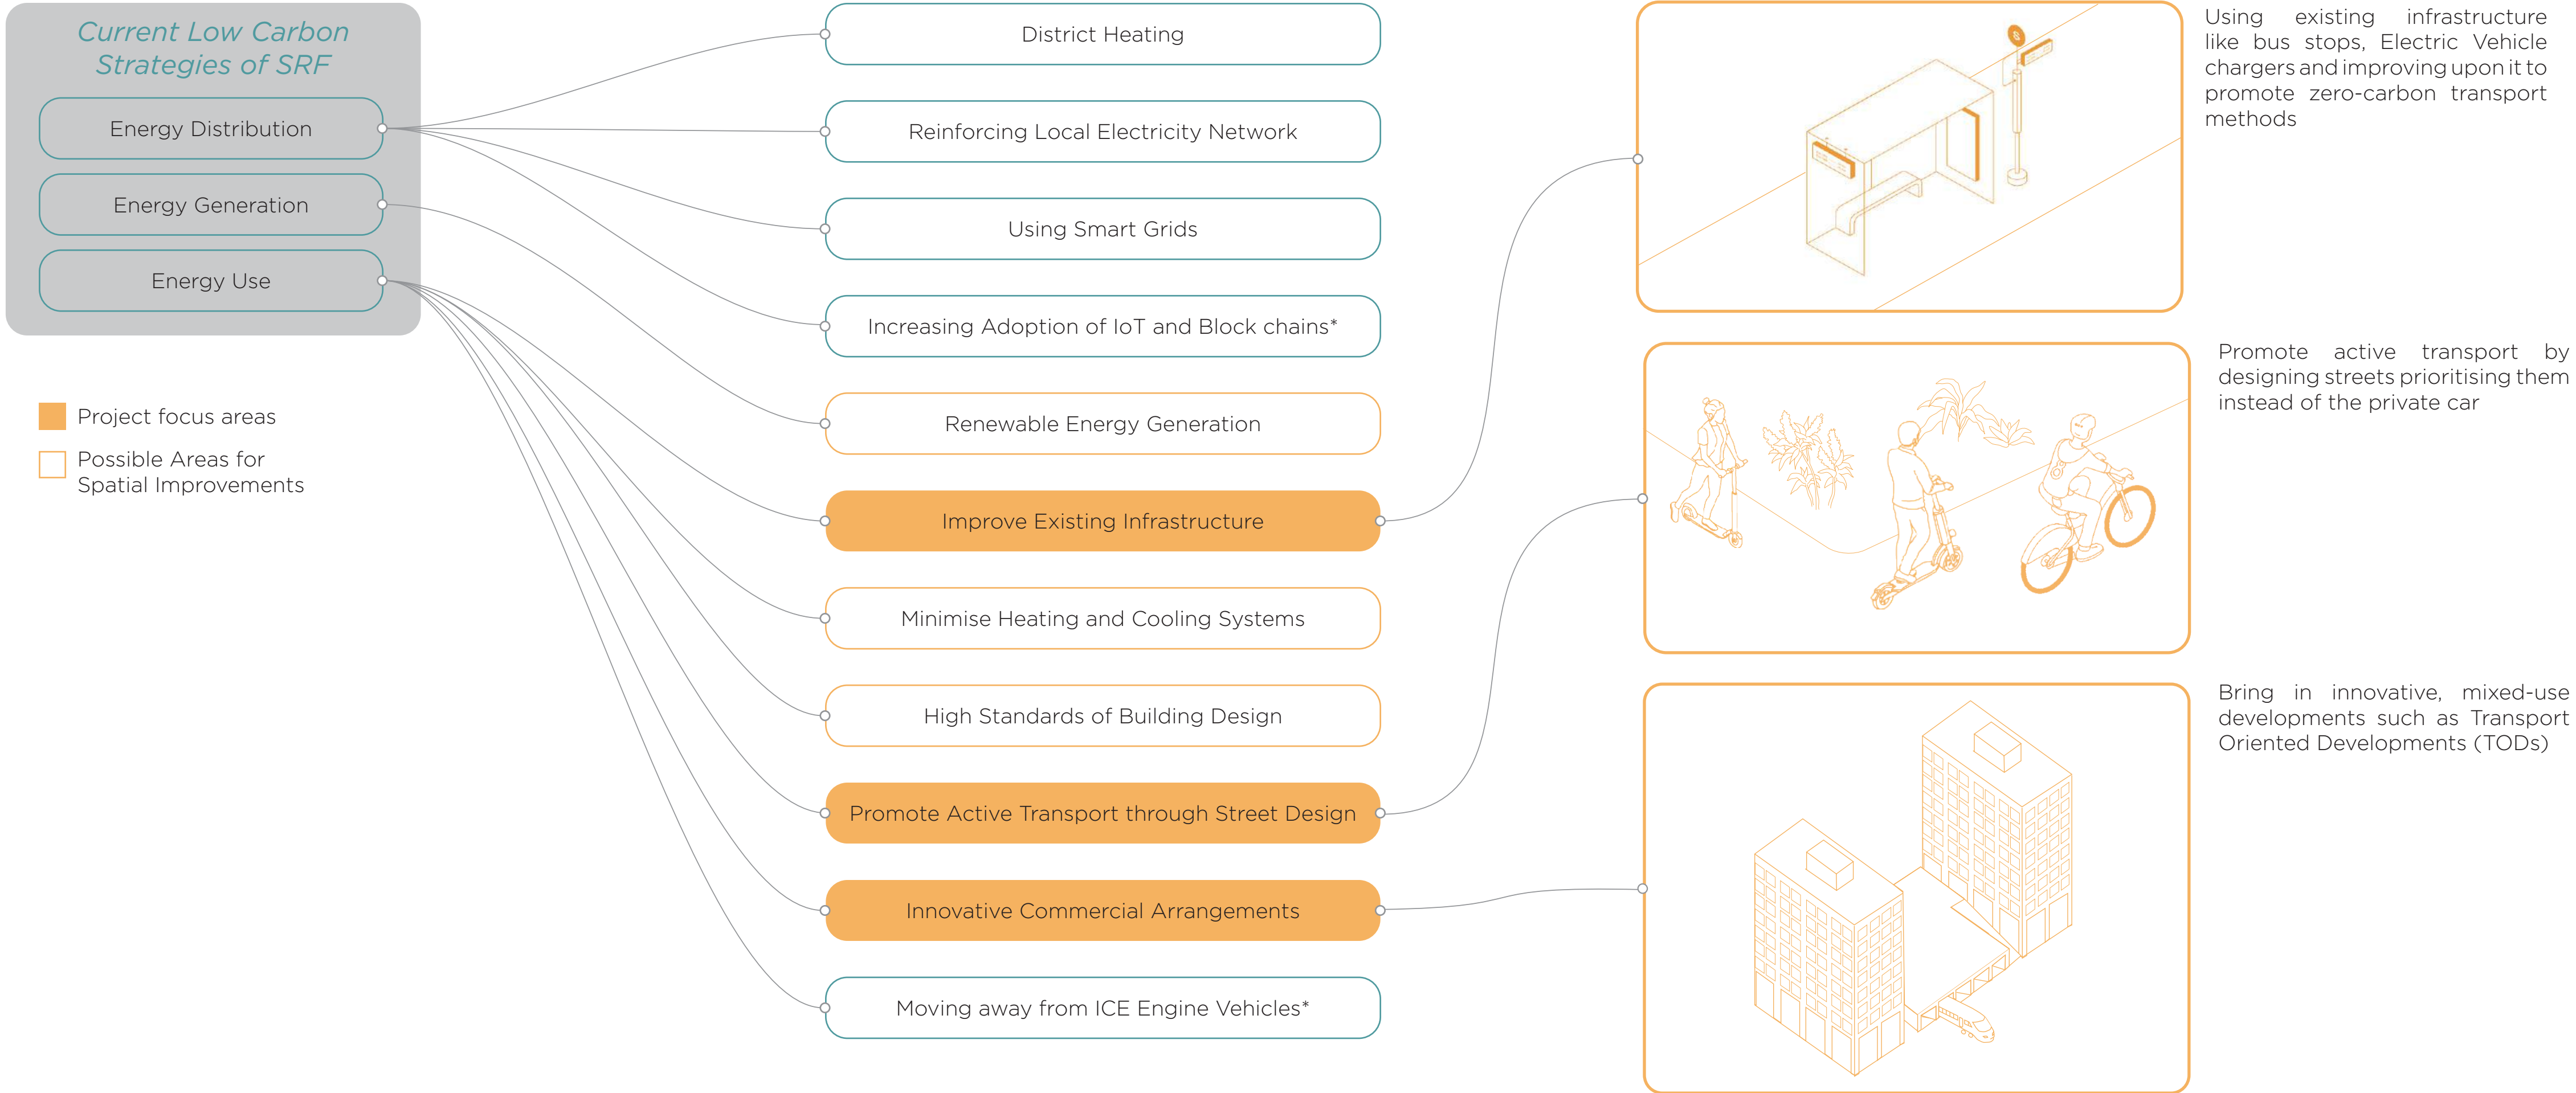 Current Low Carbon
Strategies of SRF
Energy Distribution
Energy Generation
Energy Use
Project focus areas
Possible Areas for
Spatial Improvements
District Heating
Reinforcing Local Electricity Network
Using Smart Grids
Increasing Adoption of IoT and Block chains*
Renewable Energy Generation
Improve Existing Infrastructure
Minimise Heating and Cooling Systems
High Standards of Building Design
Promote Active Transport through Street Design
Innovative Commercial Arrangements
Moving away from ICE Engine Vehicles*
Using existing infrastructure
like bus stops, Electric Vehicle
chargers and improving upon it to
promote zero-carbon transport
methods
Promote active transport by
designing streets prioritising them
instead of the private car
Bring in innovative, mixed-use
developments such as Transport
Oriented Developments (TODs)